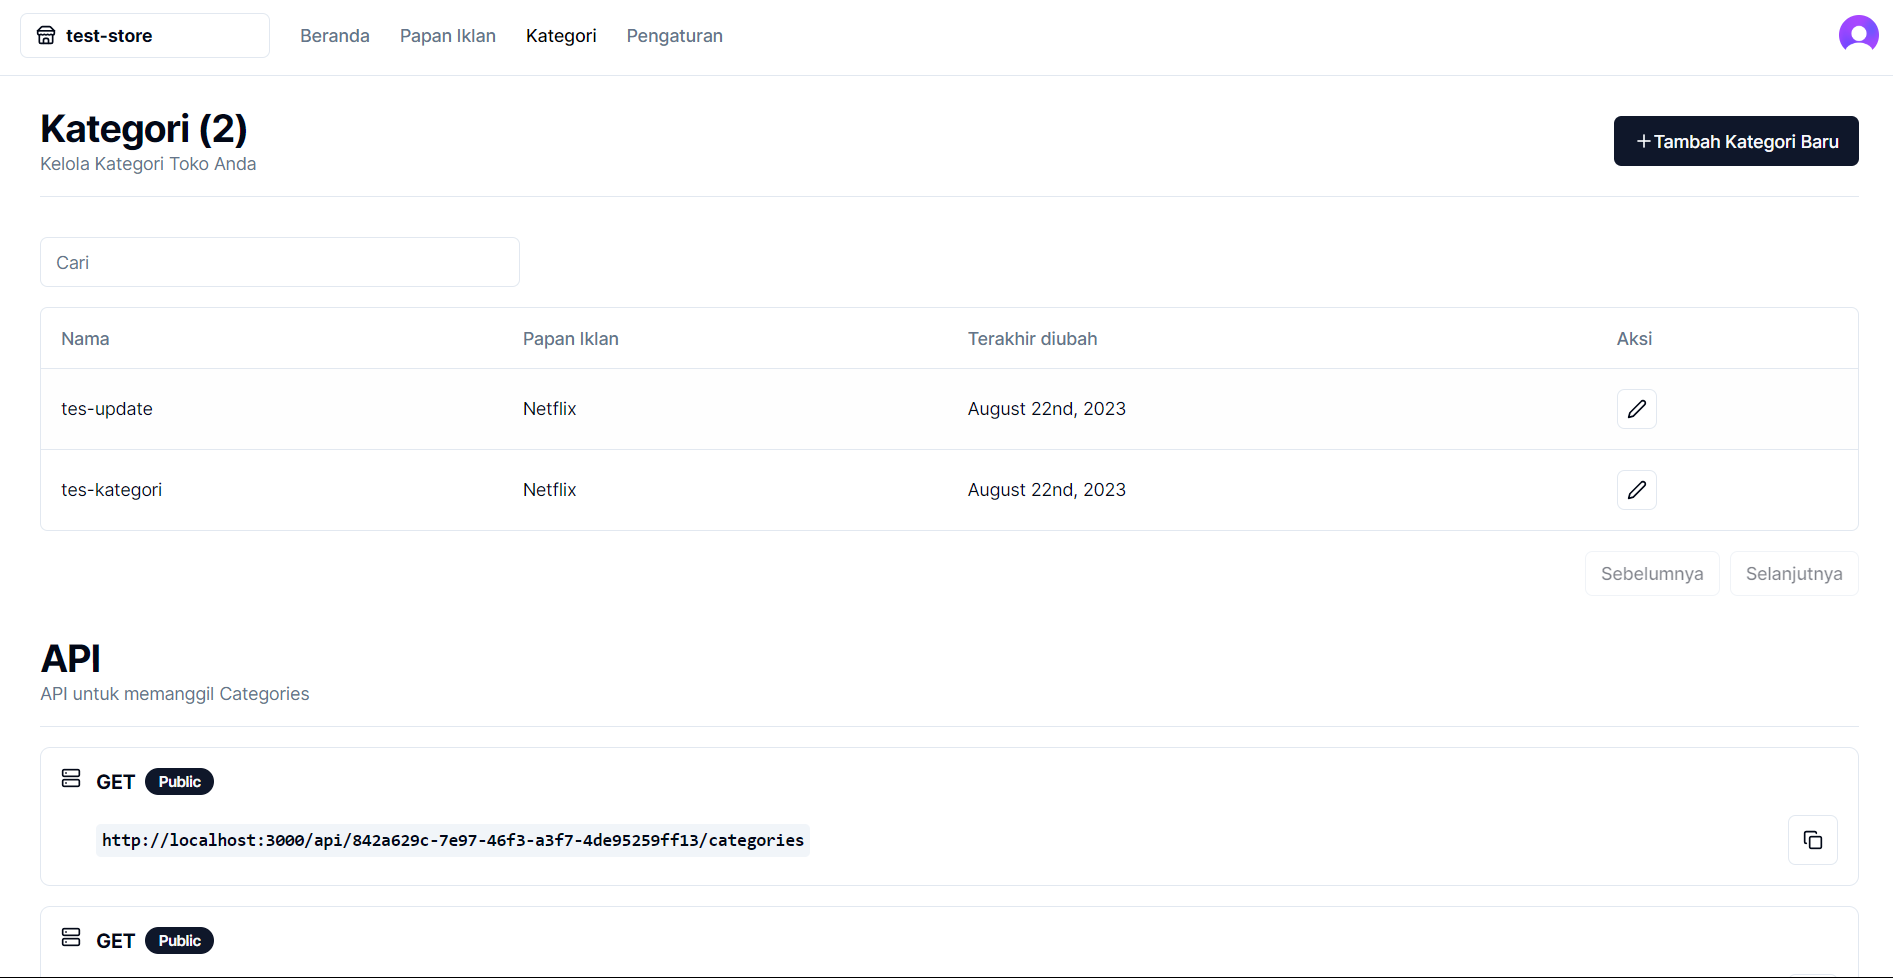 test-store Beranda Papan Iklan Kategori Pengaturan
Kategori (2)
Kelola Kategori Toko Anda
+ Tambah Kategori Baru
Cari
Nama Papan Iklan Terakhir diubah Aksi
tes-update Netflix August 22nd, 2023
tes-kategori Netflix August 22nd, 2023
Sebelumnya Selanjutnya
API
API untuk memanggil Categories
GET Public
http://localhost:3000/api/842a629c-7e97-46f3-a3f7-4de95259ff13/categories
GET Public